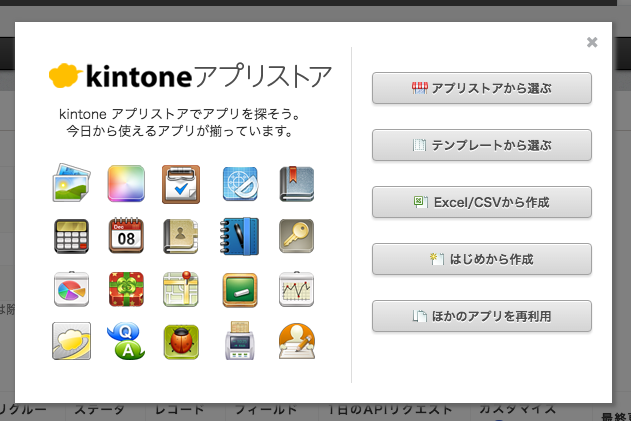 kintoneアプリストア
kintone アプリストアでアプリを探そう。
今日から使えるアプリが揃っています。
Dec
08
Q
A
アプリストアから選ぶ
テンプレートから選ぶ
Excel/CSVから作成
はじめから作成
ほかのアプリを再利用
は除
リグルー ステータ レコード フィールド 1日のAPIリクエスト カスタマイズ 最終更